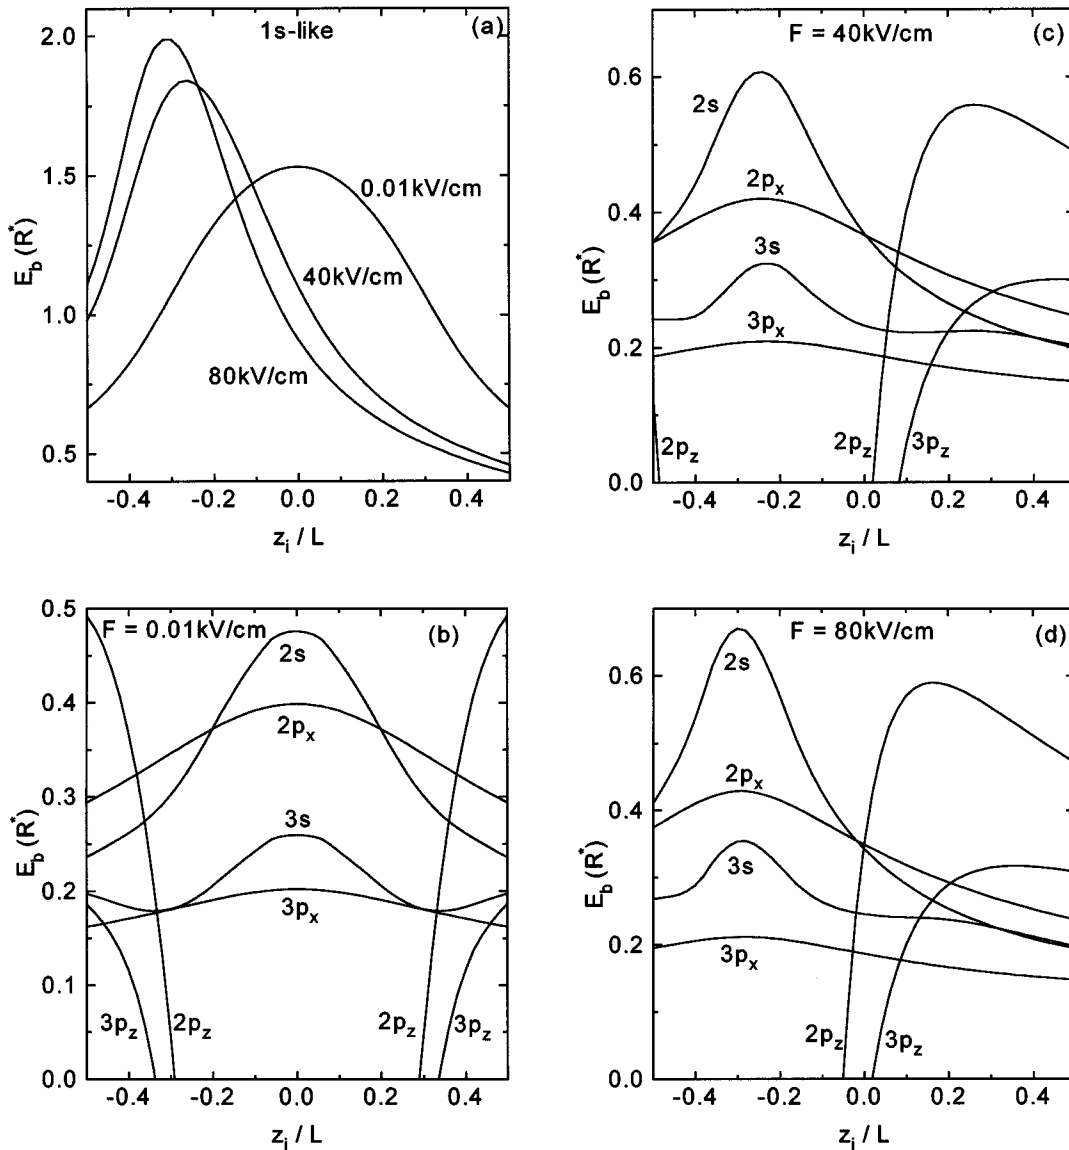 1s-like
(a)
2.0
1.5
1.0
0.5
0.01kV/cm
40kV/cm
80kV/cm
E_b (R*)
-0.4 -0.2 0.0 0.2 0.4
z_i / L
F = 40kV/cm
(c)
0.6
0.4
0.2
0.0
2s
2p_x
3s
3p_x
2p_z
2p_z
3p_z
E_b (R*)
-0.4 -0.2 0.0 0.2 0.4
z_i / L
F = 0.01kV/cm
(b)
0.5
0.4
0.3
0.2
0.1
0.0
2s
2p_x
3s
3p_x
3p_z
2p_z
2p_z
3p_z
E_b (R*)
-0.4 -0.2 0.0 0.2 0.4
z_i / L
F = 80kV/cm
(d)
0.6
0.4
0.2
0.0
2s
2p_x
3s
3p_x
2p_z
3p_z
E_b (R*)
-0.4 -0.2 0.0 0.2 0.4
z_i / L